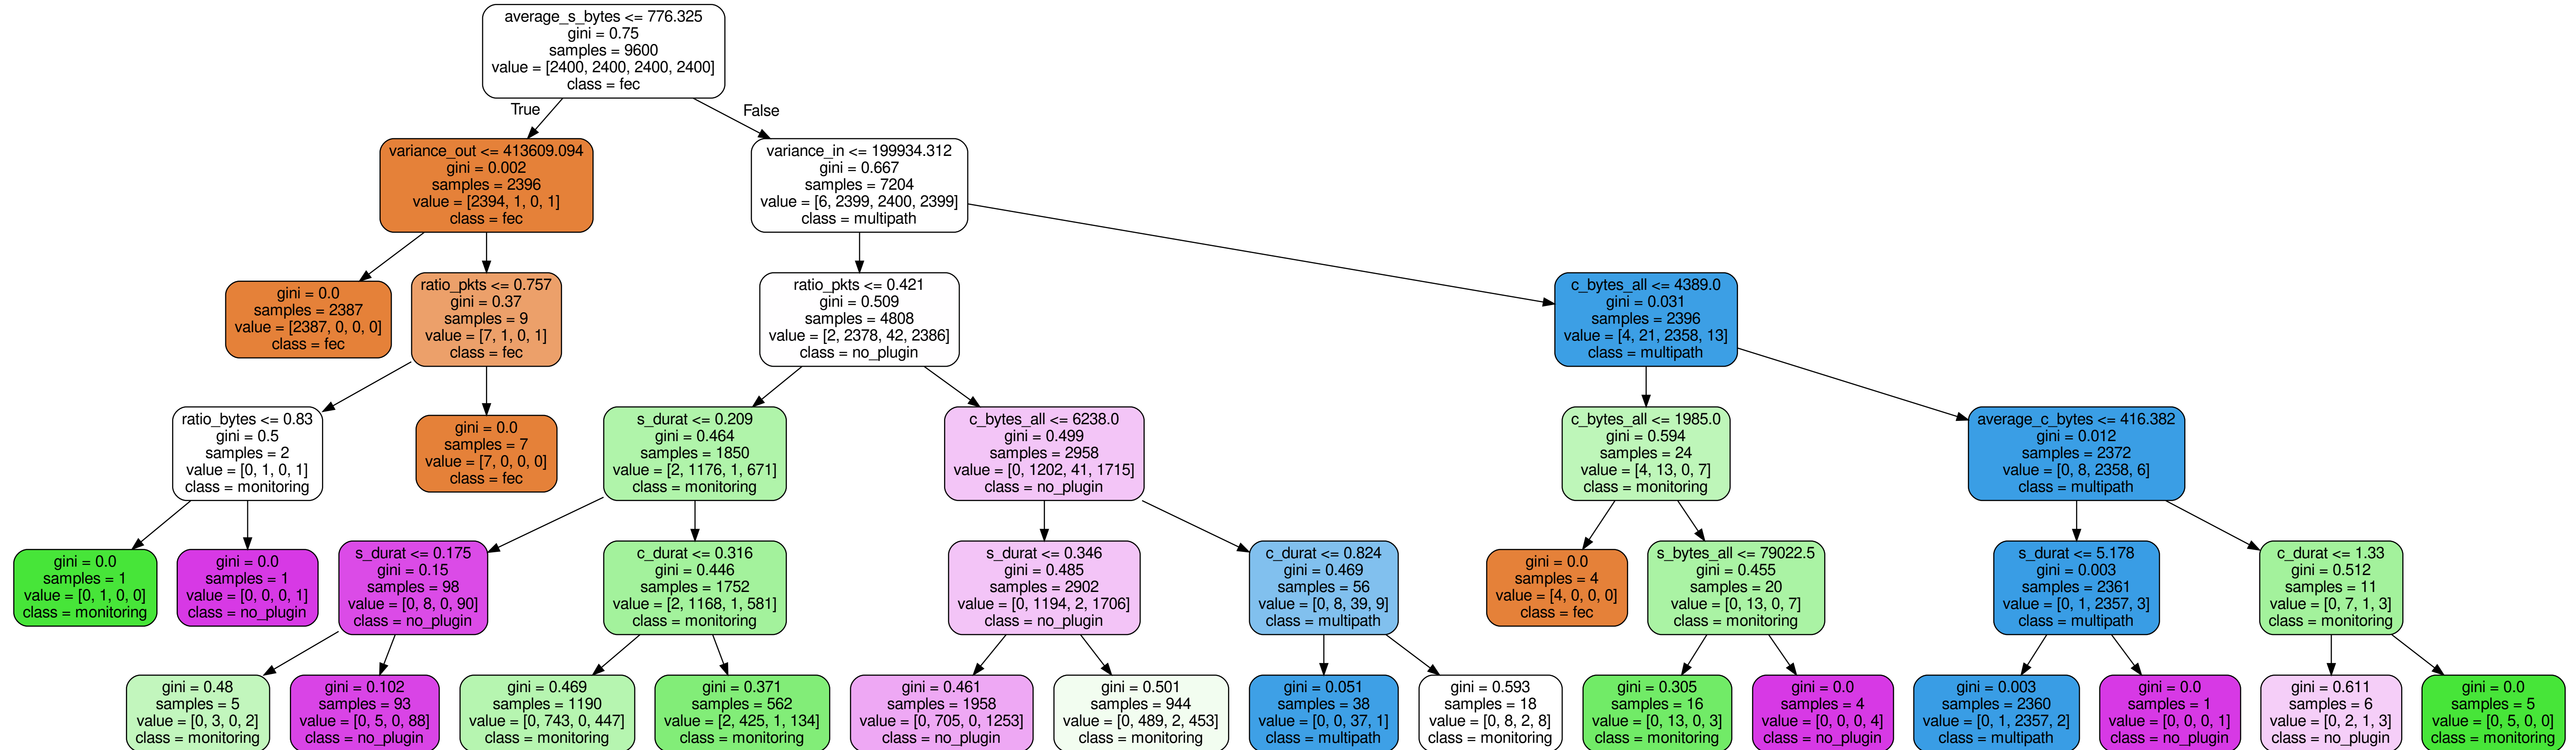 average_s_bytes <= 776.325
gini = 0.75
samples = 9600
value = [2400, 2400, 2400, 2400]
class = fec
True
False
variance_out <= 413609.094
gini = 0.002
samples = 2396
value = [2394, 1, 0, 1]
class = fec
variance_in <= 199934.312
gini = 0.667
samples = 7204
value = [6, 2399, 2400, 2399]
class = multipath
gini = 0.0
samples = 2387
value = [2387, 0, 0, 0]
class = fec
ratio_pkts <= 0.757
gini = 0.37
samples = 9
value = [7, 1, 0, 1]
class = fec
ratio_pkts <= 0.421
gini = 0.509
samples = 4808
value = [2, 2378, 42, 2386]
class = no_plugin
c_bytes_all <= 4389.0
gini = 0.031
samples = 2396
value = [4, 21, 2358, 13]
class = multipath
ratio_bytes <= 0.83
gini = 0.5
samples = 2
value = [0, 1, 0, 1]
class = monitoring
gini = 0.0
samples = 7
value = [7, 0, 0, 0]
class = fec
s_durat <= 0.209
gini = 0.464
samples = 1850
value = [2, 1176, 1, 671]
class = monitoring
c_bytes_all <= 6238.0
gini = 0.499
samples = 2958
value = [0, 1202, 41, 1715]
class = no_plugin
c_bytes_all <= 1985.0
gini = 0.594
samples = 24
value = [4, 13, 0, 7]
class = monitoring
average_c_bytes <= 416.382
gini = 0.012
samples = 2372
value = [0, 8, 2358, 6]
class = multipath
gini = 0.0
samples = 1
value = [0, 1, 0, 0]
class = monitoring
gini = 0.0
samples = 1
value = [0, 0, 0, 1]
class = no_plugin
s_durat <= 0.175
gini = 0.15
samples = 98
value = [0, 8, 0, 90]
class = no_plugin
c_durat <= 0.316
gini = 0.446
samples = 1752
value = [2, 1168, 1, 581]
class = monitoring
s_durat <= 0.346
gini = 0.485
samples = 2902
value = [0, 1194, 2, 1706]
class = no_plugin
c_durat <= 0.824
gini = 0.469
samples = 56
value = [0, 8, 39, 9]
class = multipath
gini = 0.0
samples = 4
value = [4, 0, 0, 0]
class = fec
s_bytes_all <= 79022.5
gini = 0.455
samples = 20
value = [0, 13, 0, 7]
class = monitoring
s_durat <= 5.178
gini = 0.003
samples = 2361
value = [0, 1, 2357, 3]
class = multipath
c_durat <= 1.33
gini = 0.512
samples = 11
value = [0, 7, 1, 3]
class = monitoring
gini = 0.48
samples = 5
value = [0, 3, 0, 2]
class = monitoring
gini = 0.102
samples = 93
value = [0, 5, 0, 88]
class = no_plugin
gini = 0.469
samples = 1190
value = [0, 743, 0, 447]
class = monitoring
gini = 0.371
samples = 562
value = [2, 425, 1, 134]
class = monitoring
gini = 0.461
samples = 1958
value = [0, 705, 0, 1253]
class = no_plugin
gini = 0.501
samples = 944
value = [0, 489, 2, 453]
class = monitoring
gini = 0.051
samples = 38
value = [0, 0, 37, 1]
class = multipath
gini = 0.593
samples = 18
value = [0, 8, 2, 8]
class = monitoring
gini = 0.305
samples = 16
value = [0, 13, 0, 3]
class = monitoring
gini = 0.0
samples = 4
value = [0, 0, 0, 4]
class = no_plugin
gini = 0.003
samples = 2360
value = [0, 1, 2357, 2]
class = multipath
gini = 0.0
samples = 1
value = [0, 0, 0, 1]
class = no_plugin
gini = 0.611
samples = 6
value = [0, 2, 1, 3]
class = no_plugin
gini = 0.0
samples = 5
value = [0, 5, 0, 0]
class = monitoring